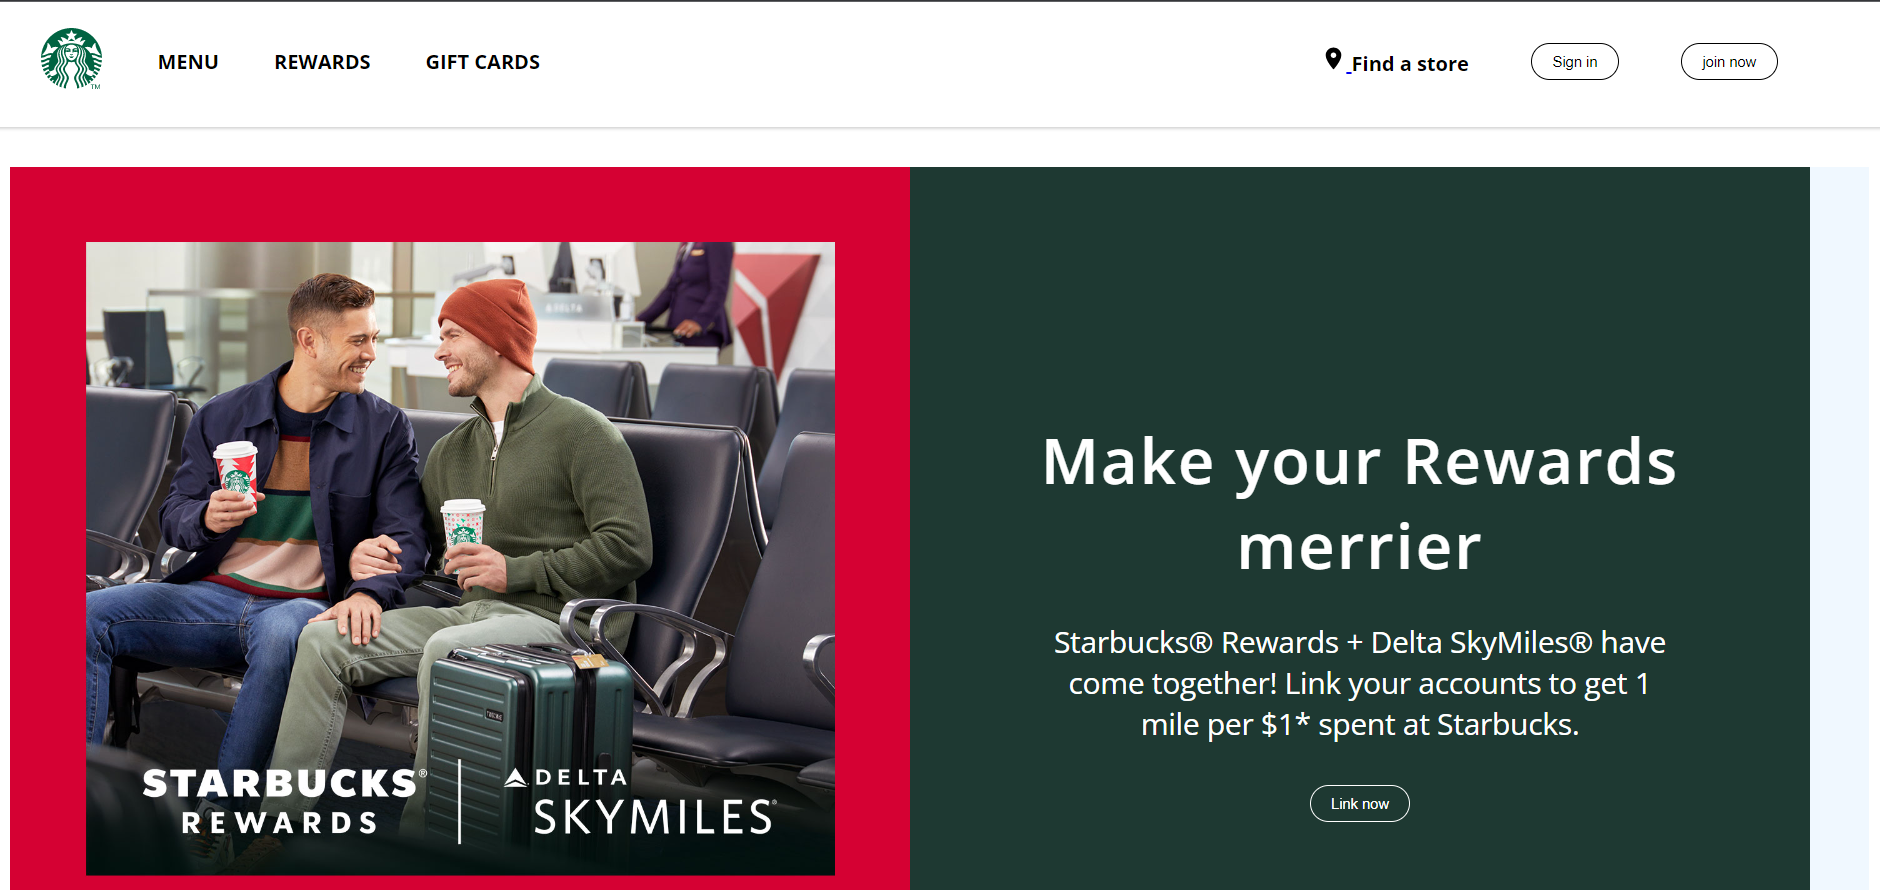 MENU
REWARDS
GIFT CARDS
Find a store
Sign in
join now
TM
DELTA
STARBUCKS®
REWARDS
DELTA
SKYMILES®
Make your Rewards
merrier
Starbucks® Rewards + Delta SkyMiles® have
come together! Link your accounts to get 1
mile per $1* spent at Starbucks.
Link now